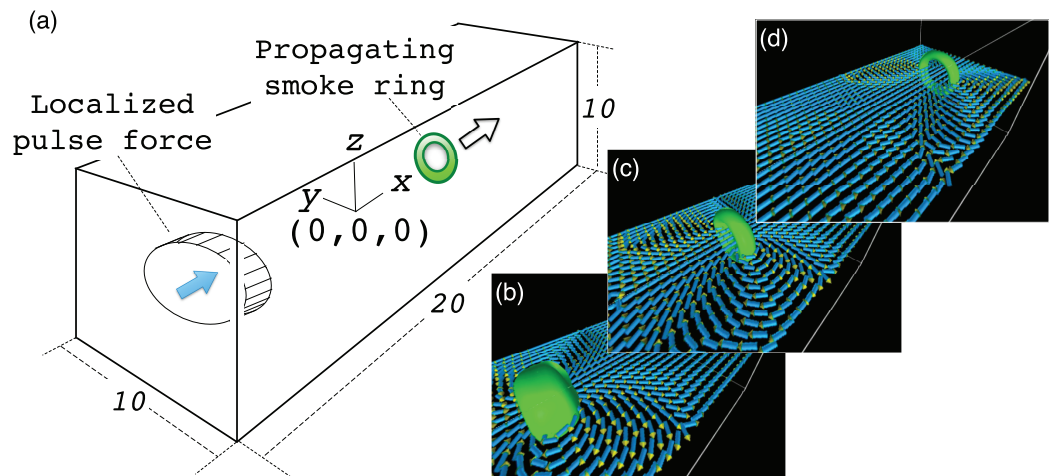 (a)
Propagating
smoke ring
Localized
pulse force
z
y
x
(0,0,0)
10
20
10
(b)
(c)
(d)